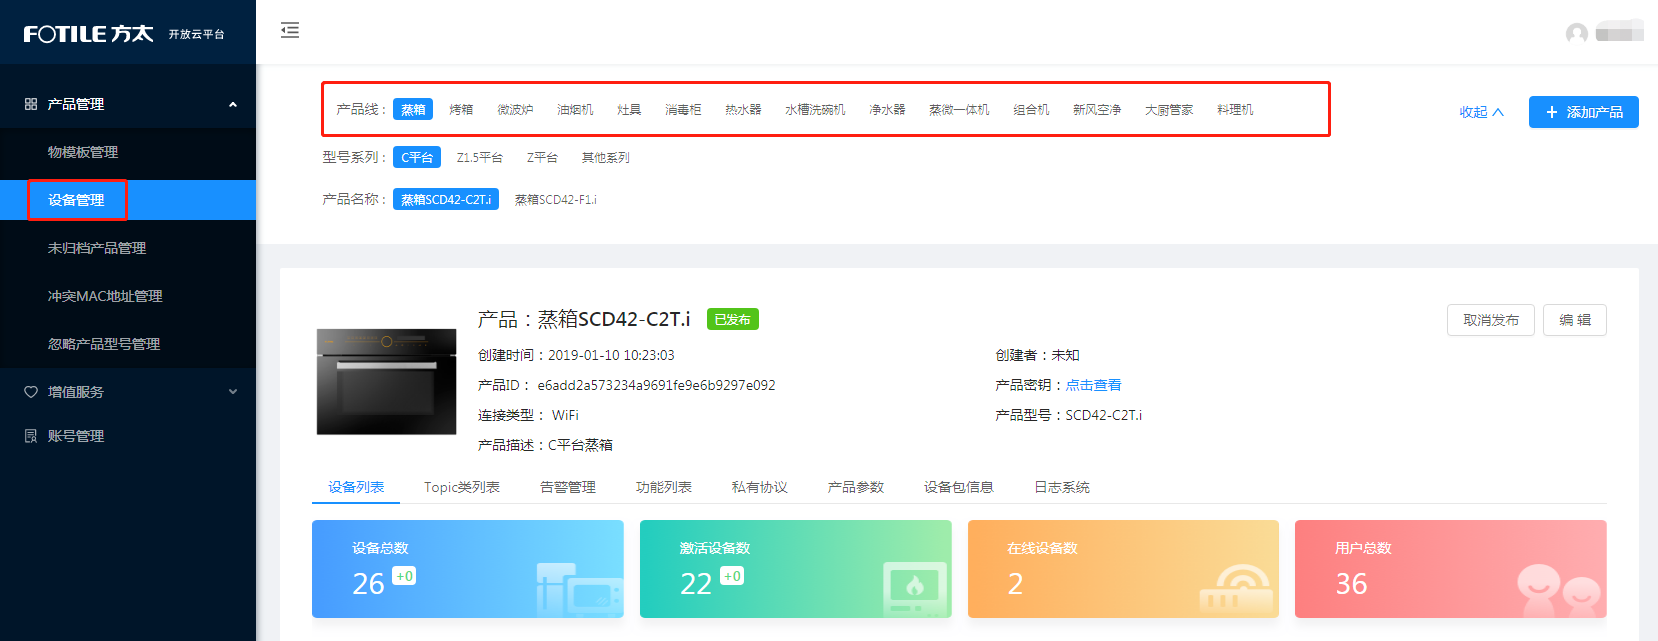 FOTILE 方太 开放云平台
产品管理
物模板管理
设备管理
未归档产品管理
冲突MAC地址管理
忽略产品型号管理
增值服务
账号管理
产品线： 蒸箱 烤箱 微波炉 油烟机 灶具 消毒柜 热水器 水槽洗碗机 净水器 蒸微一体机 组合机 新风空净 大厨管家 料理机
收起 + 添加产品
型号系列： C平台 Z1.5平台 Z平台 其他系列
产品名称： 蒸箱SCD42-C2T.i 蒸箱SCD42-F1.i
产品：蒸箱SCD42-C2T.i 已发布
取消发布 编 辑
创建时间：2019-01-10 10:23:03 创建者：未知
产品ID： e6add2a573234a9691fe9e6b9297e092 产品密钥：点击查看
连接类型： WiFi 产品型号：SCD42-C2T.i
产品描述：C平台蒸箱
设备列表 Topic类列表 告警管理 功能列表 私有协议 产品参数 设备包信息 日志系统
设备总数 激活设备数 在线设备数 用户总数
26 +0 22 +0 2 36